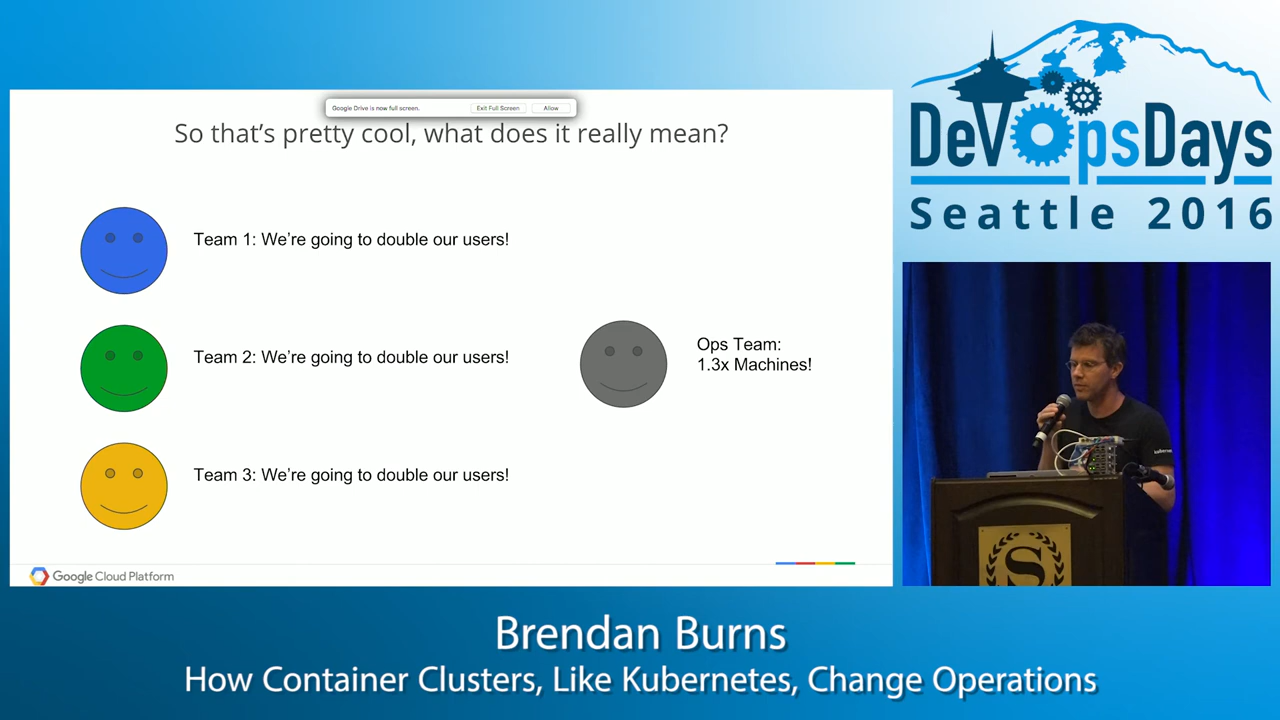 Google Drive is now full screen.
Exit Full Screen
Allow
So that's pretty cool, what does it really mean?
Team 1: We're going to double our users!
Team 2: We're going to double our users!
Ops Team:
1.3x Machines!
Team 3: We're going to double our users!
Google Cloud Platform
DevOpsDays
Seattle 2016
S
Brendan Burns
How Container Clusters, Like Kubernetes, Change Operations